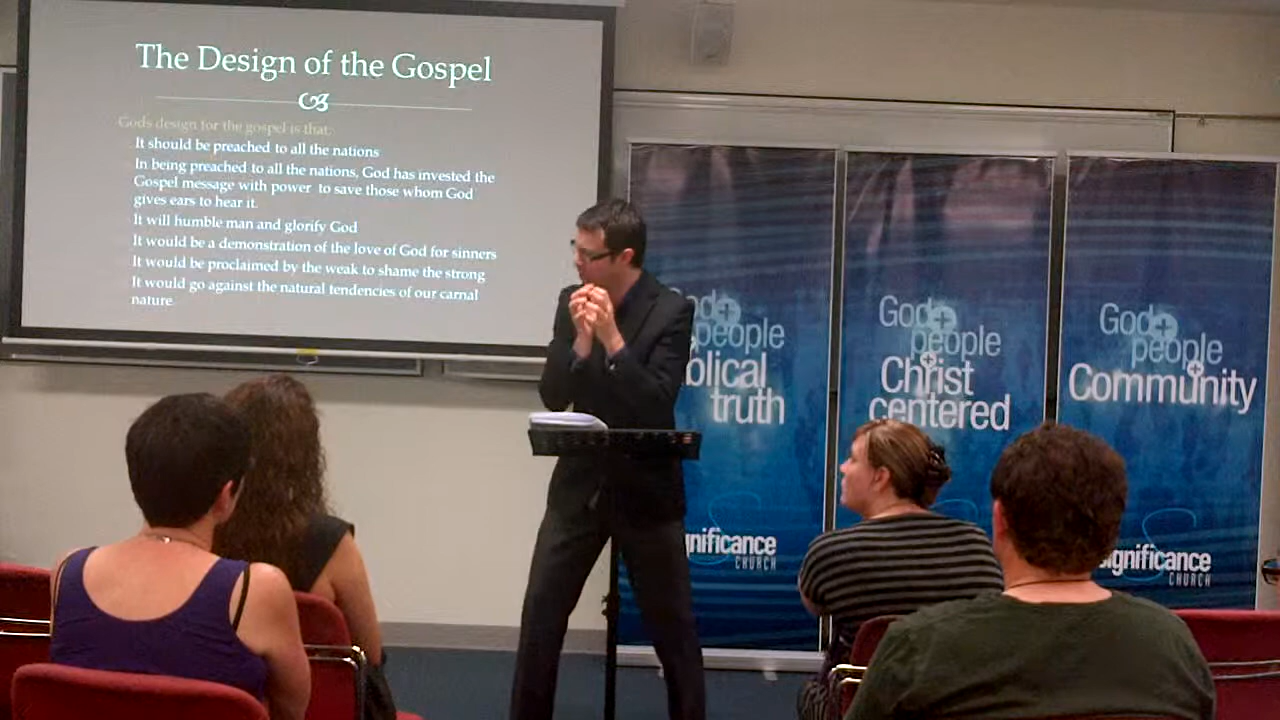 The Design of the Gospel
Gods design for the gospel is that:
It should be preached to all the nations
In being preached to all the nations, God has invested the
Gospel message with power to save those whom God
gives ears to hear it.
It will humble man and glorify God
It would be a demonstration of the love of God for sinners
It would be proclaimed by the weak to shame the strong
It would go against the natural tendencies of our carnal
nature
od+
people
+
blical
truth
gnificance
CHURCH
God+
people
+
Christ
centered
God+
people
+
Community
significance
CHURCH